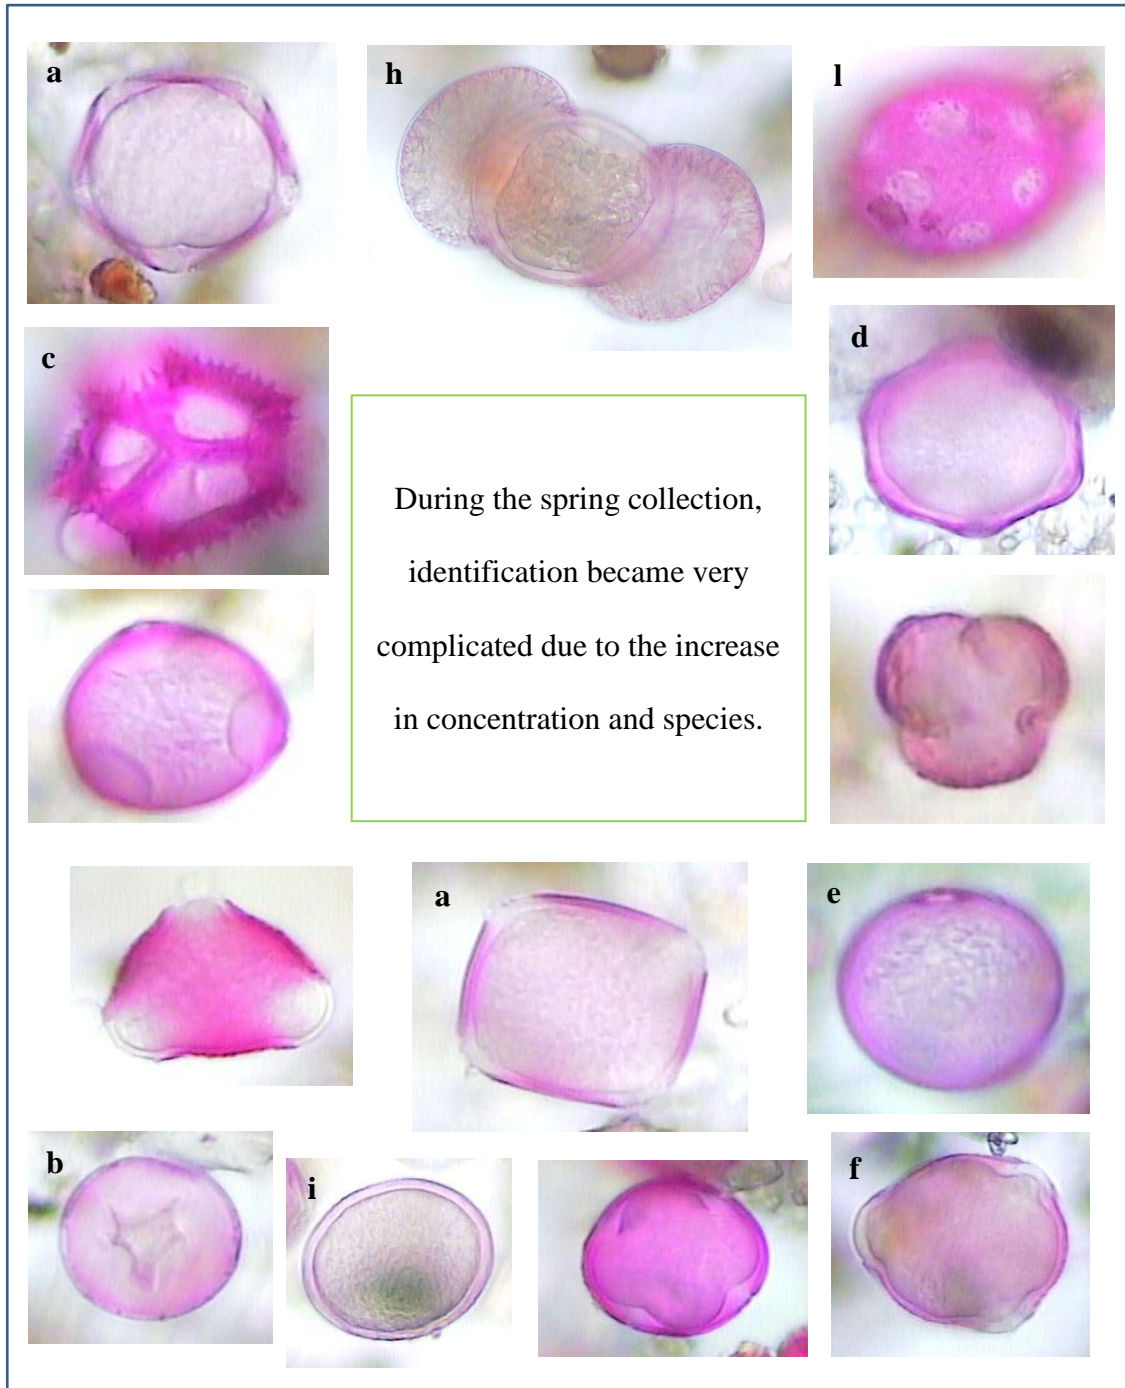 a
h
l
c
d
During the spring collection,
identification became very
complicated due to the increase
in concentration and species.
a
e
b
i
f